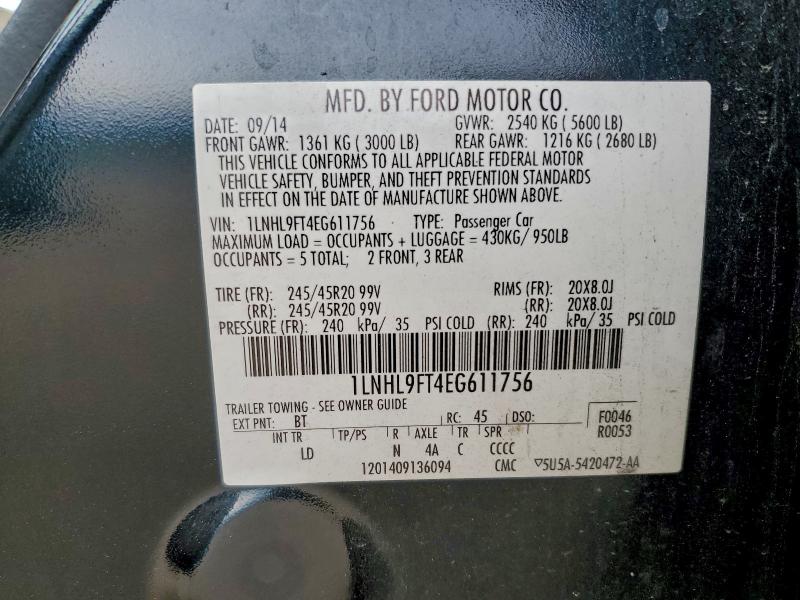 MFD. BY FORD MOTOR CO.
DATE: 09/14 GVWR: 2540 KG ( 5600 LB)
FRONT GAWR: 1361 KG ( 3000 LB) REAR GAWR: 1216 KG ( 2680 LB)
THIS VEHICLE CONFORMS TO ALL APPLICABLE FEDERAL MOTOR
VEHICLE SAFETY, BUMPER, AND THEFT PREVENTION STANDARDS
IN EFFECT ON THE DATE OF MANUFACTURE SHOWN ABOVE.
VIN: 1LNHL9FT4EG611756 TYPE: Passenger Car
MAXIMUM LOAD = OCCUPANTS + LUGGAGE = 430KG/ 950LB
OCCUPANTS = 5 TOTAL; 2 FRONT, 3 REAR
TIRE (FR): 245/45R20 99V RIMS (FR): 20X8.0J
(RR): 245/45R20 99V (RR): 20X8.0J
PRESSURE (FR): 240 kPa/ 35 PSI COLD (RR): 240 kPa/ 35 PSI COLD
1LNHL9FT4EG611756
TRAILER TOWING - SEE OWNER GUIDE
EXT PNT: BT RC: 45 DSO: F0046
INT TR TP/PS R AXLE TR SPR R0053
LD N 4A C CCCC
1201409136094 CMC ▽5U5A-5420472-AA